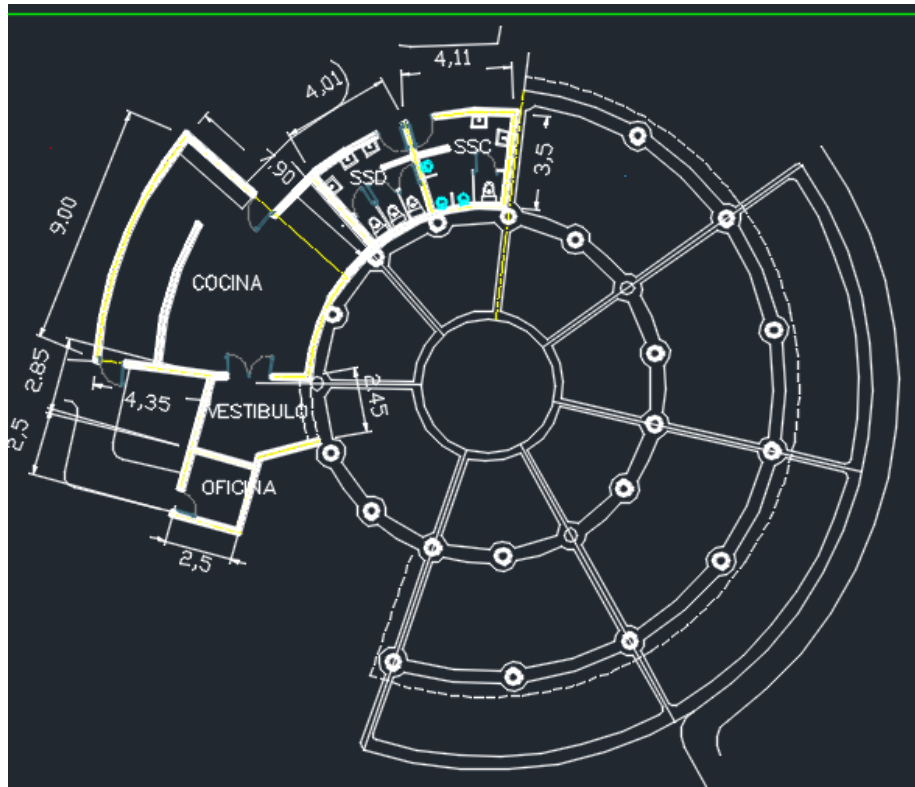 4,11
4,01
SSC
3,5
7,90
SSD
9.00
COCINA
2.85
2,45
4,35
VESTIBULO
2,5
OFICINA
2,5